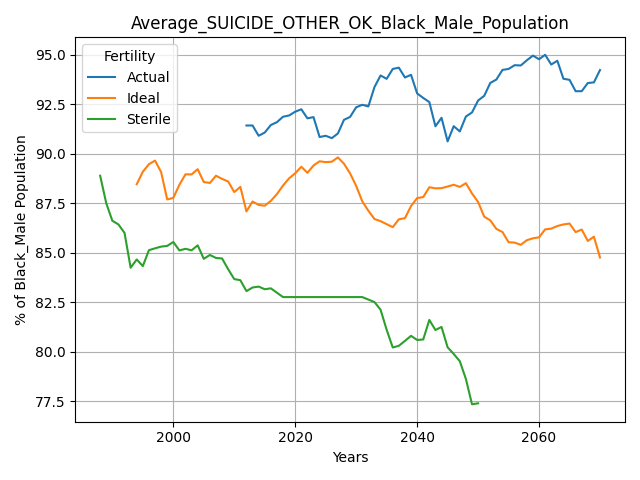 Average_SUICIDE_OTHER_OK_Black_Male_Population
% of Black_Male Population
95.0
92.5
90.0
87.5
85.0
82.5
80.0
77.5
Fertility
Actual
Ideal
Sterile
2000
2020
2040
2060
Years